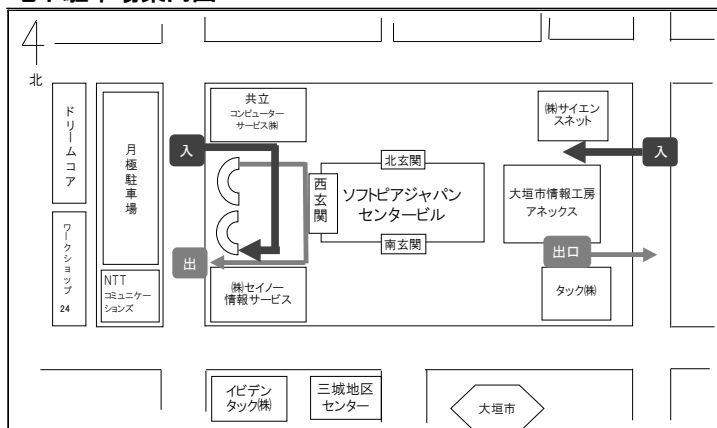 北
ドリームコア
ワークショップ
24
月極駐車場
NTT
コミュニケー
ションズ
入
出
共立
コンピューター
サービス㈱
㈱セイノー
情報サービス
西玄関
北玄関
ソフトピアジャパン
センタービル
南玄関
㈱サイエン
スネット
入
大垣市情報工房
アネックス
出口
タック㈱
イビデン
タック㈱
三城地区
センター
大垣市